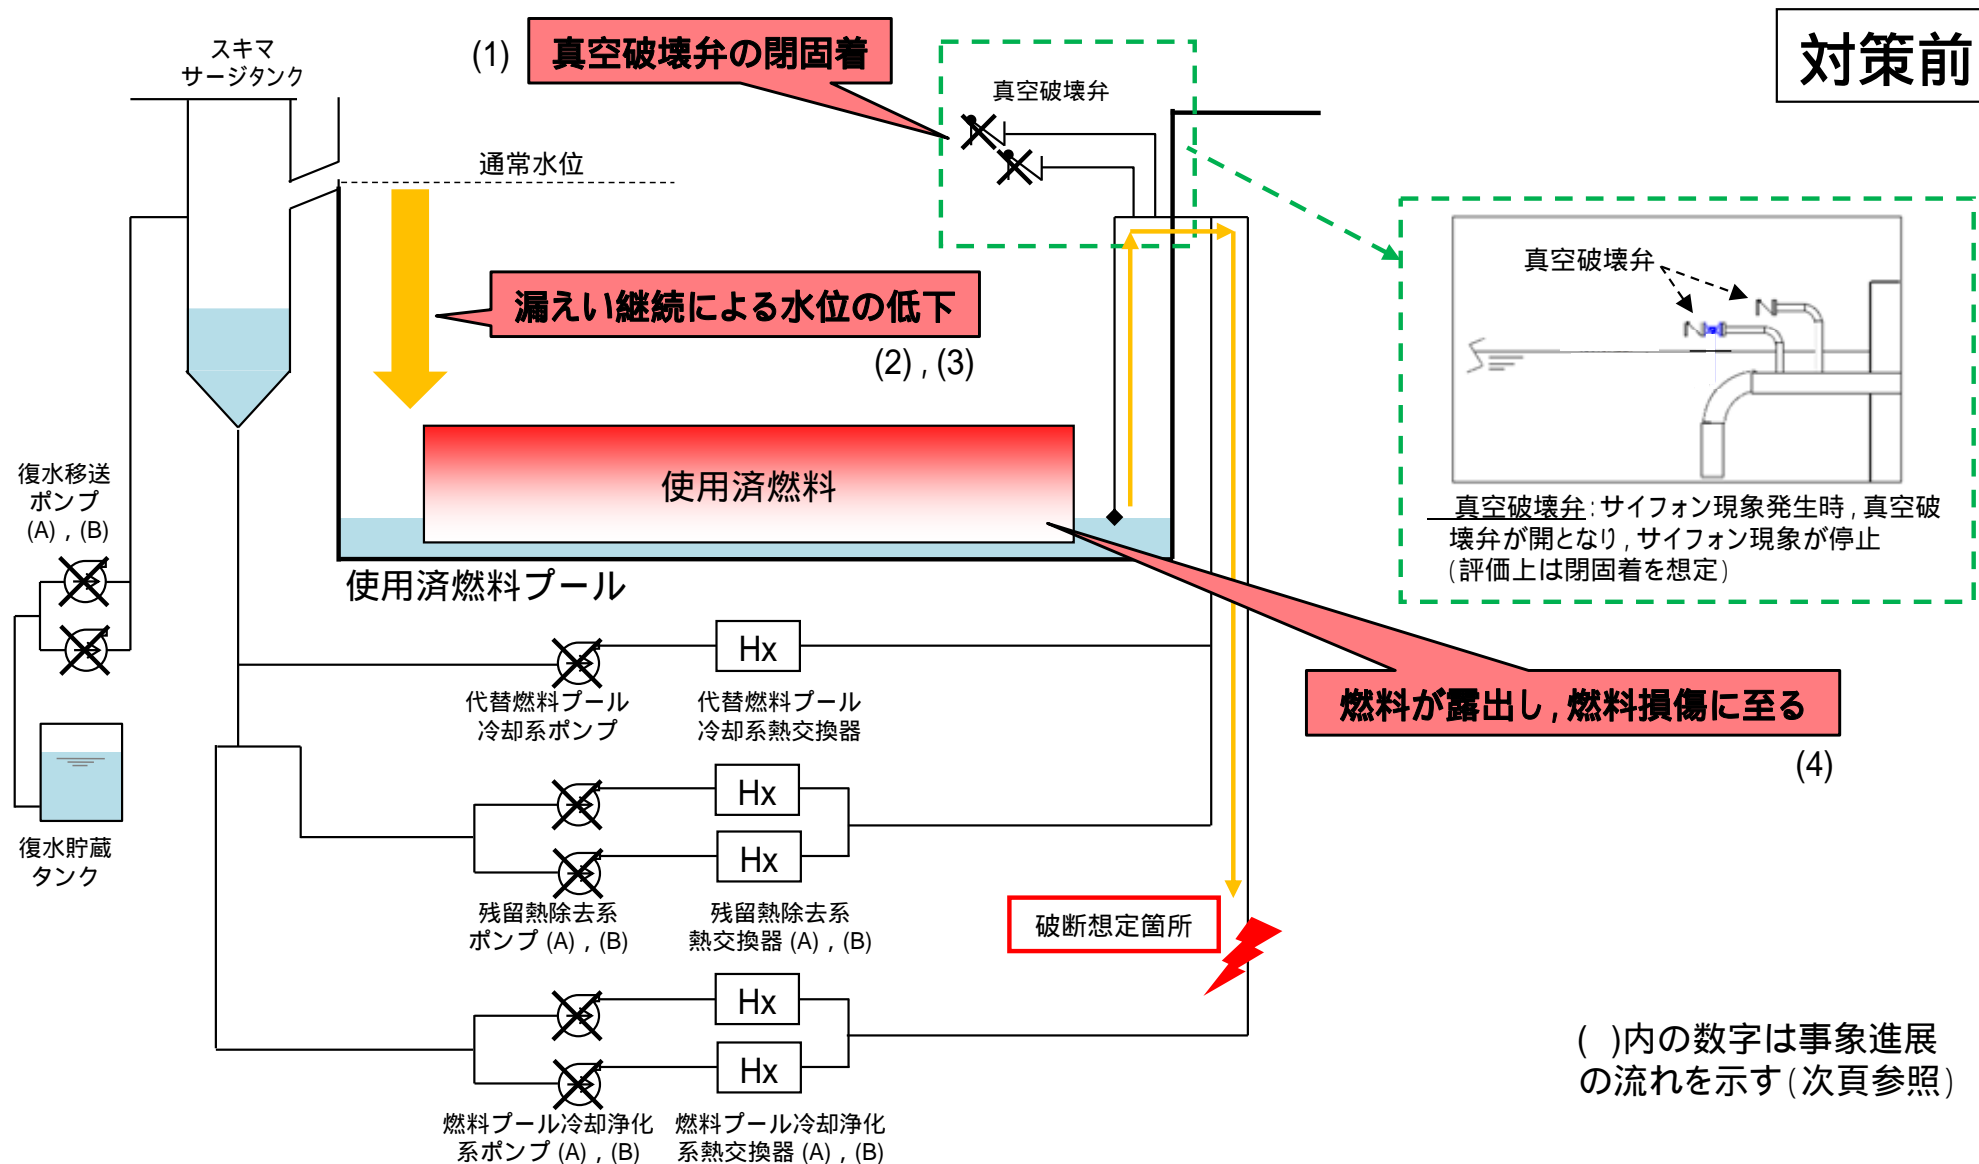 対策前
(1)
真空破壊弁の閉固着
スキマ
サージタンク
真空破壊弁
通常水位
漏えい継続による水位の低下
(2) , (3)
真空破壊弁
真空破壊弁：サイフォン現象発生時，真空破
壊弁が開となり，サイフォン現象が停止
(評価上は閉固着を想定)
使用済燃料
復水移送
ポンプ
(A) , (B)
使用済燃料プール
Hx
代替燃料プール
冷却系ポンプ
代替燃料プール
冷却系熱交換器
燃料が露出し，燃料損傷に至る
(4)
復水貯蔵
タンク
Hx
Hx
残留熱除去系
ポンプ (A) , (B)
残留熱除去系
熱交換器 (A) , (B)
破断想定箇所
Hx
Hx
燃料プール冷却浄化
系ポンプ (A) , (B)
燃料プール冷却浄化
系熱交換器 (A) , (B)
( )内の数字は事象進展
の流れを示す(次頁参照)